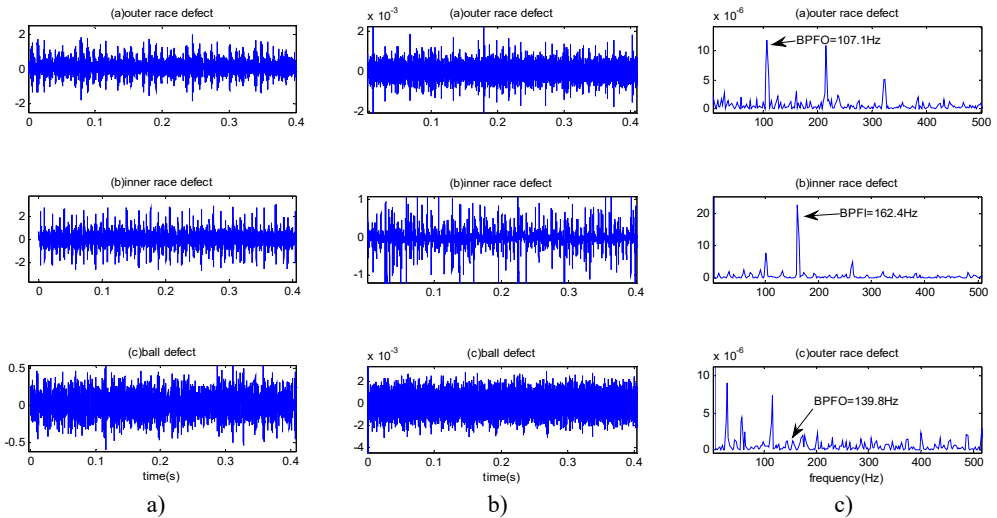 (a)outer race defect
2
0
-2
0 0.1 0.2 0.3 0.4
(b)inner race defect
2
0
-2
0 0.1 0.2 0.3 0.4
(c)ball defect
0.5
0
-0.5
0 0.1 0.2 0.3 0.4
time(s)
a)
x 10⁻³
(a)outer race defect
2
0
-2
0 0.1 0.2 0.3 0.4
(b)inner race defect
1
0
-1
0 0.1 0.2 0.3 0.4
x 10⁻³
(c)ball defect
2
0
-2
-4
0 0.1 0.2 0.3 0.4
time(s)
b)
x 10⁻⁶
(a)outer race defect
BPFO=107.1Hz
10
5
0
100 200 300 400 500
(b)inner race defect
BPFI=162.4Hz
20
10
0
100 200 300 400 500
x 10⁻⁶
(c)outer race defect
BPFO=139.8Hz
10
5
0
100 200 300 400 500
frequency(Hz)
c)